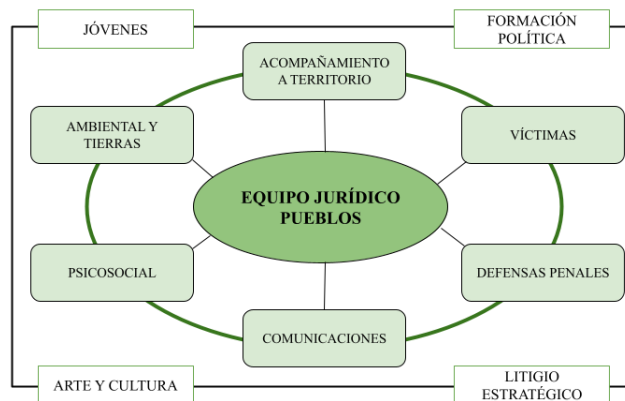 JÓVENES
FORMACIÓN
POLÍTICA
ACOMPAÑAMIENTO
A TERRITORIO
AMBIENTAL Y
TIERRAS
VÍCTIMAS
EQUIPO JURÍDICO
PUEBLOS
PSICOSOCIAL
DEFENSAS PENALES
COMUNICACIONES
ARTE Y CULTURA
LITIGIO
ESTRATÉGICO